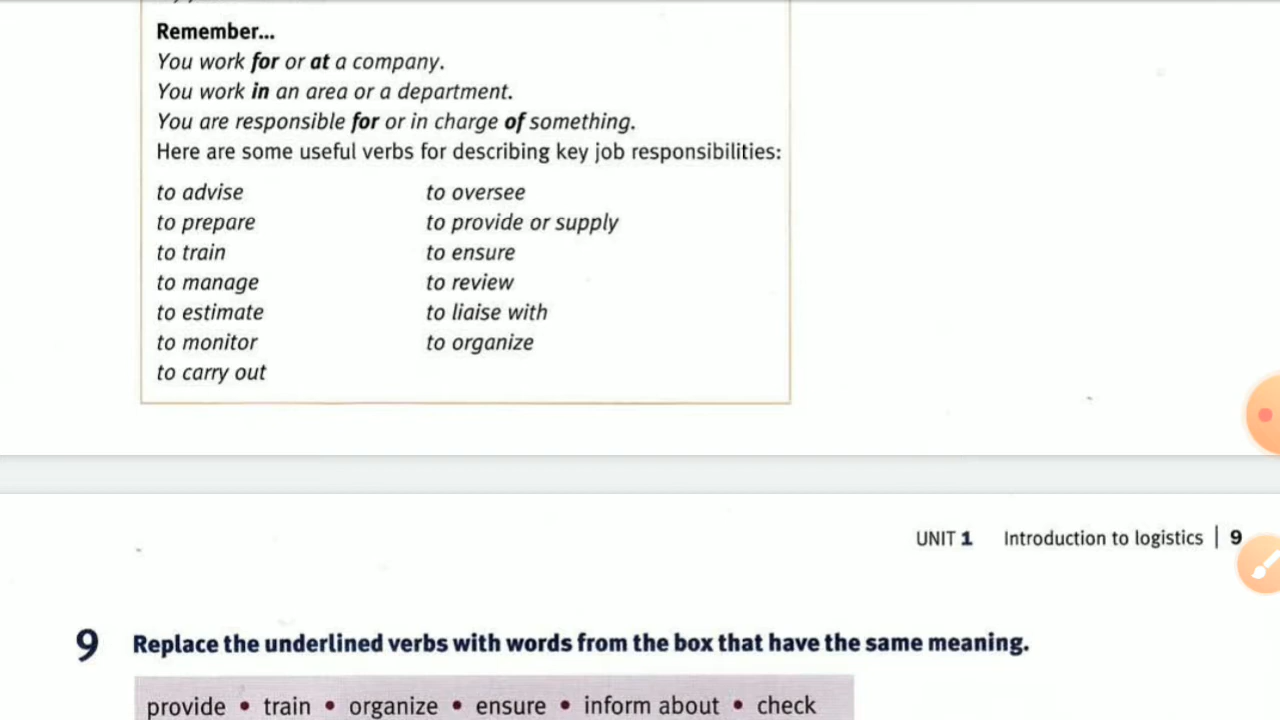 Remember...
You work for or at a company.
You work in an area or a department.
You are responsible for or in charge of something.
Here are some useful verbs for describing key job responsibilities:
to advise
to prepare
to train
to manage
to estimate
to monitor
to carry out
to oversee
to provide or supply
to ensure
to review
to liaise with
to organize
UNIT 1 Introduction to logistics | 9
9 Replace the underlined verbs with words from the box that have the same meaning.
provide • train • organize • ensure • inform about • check